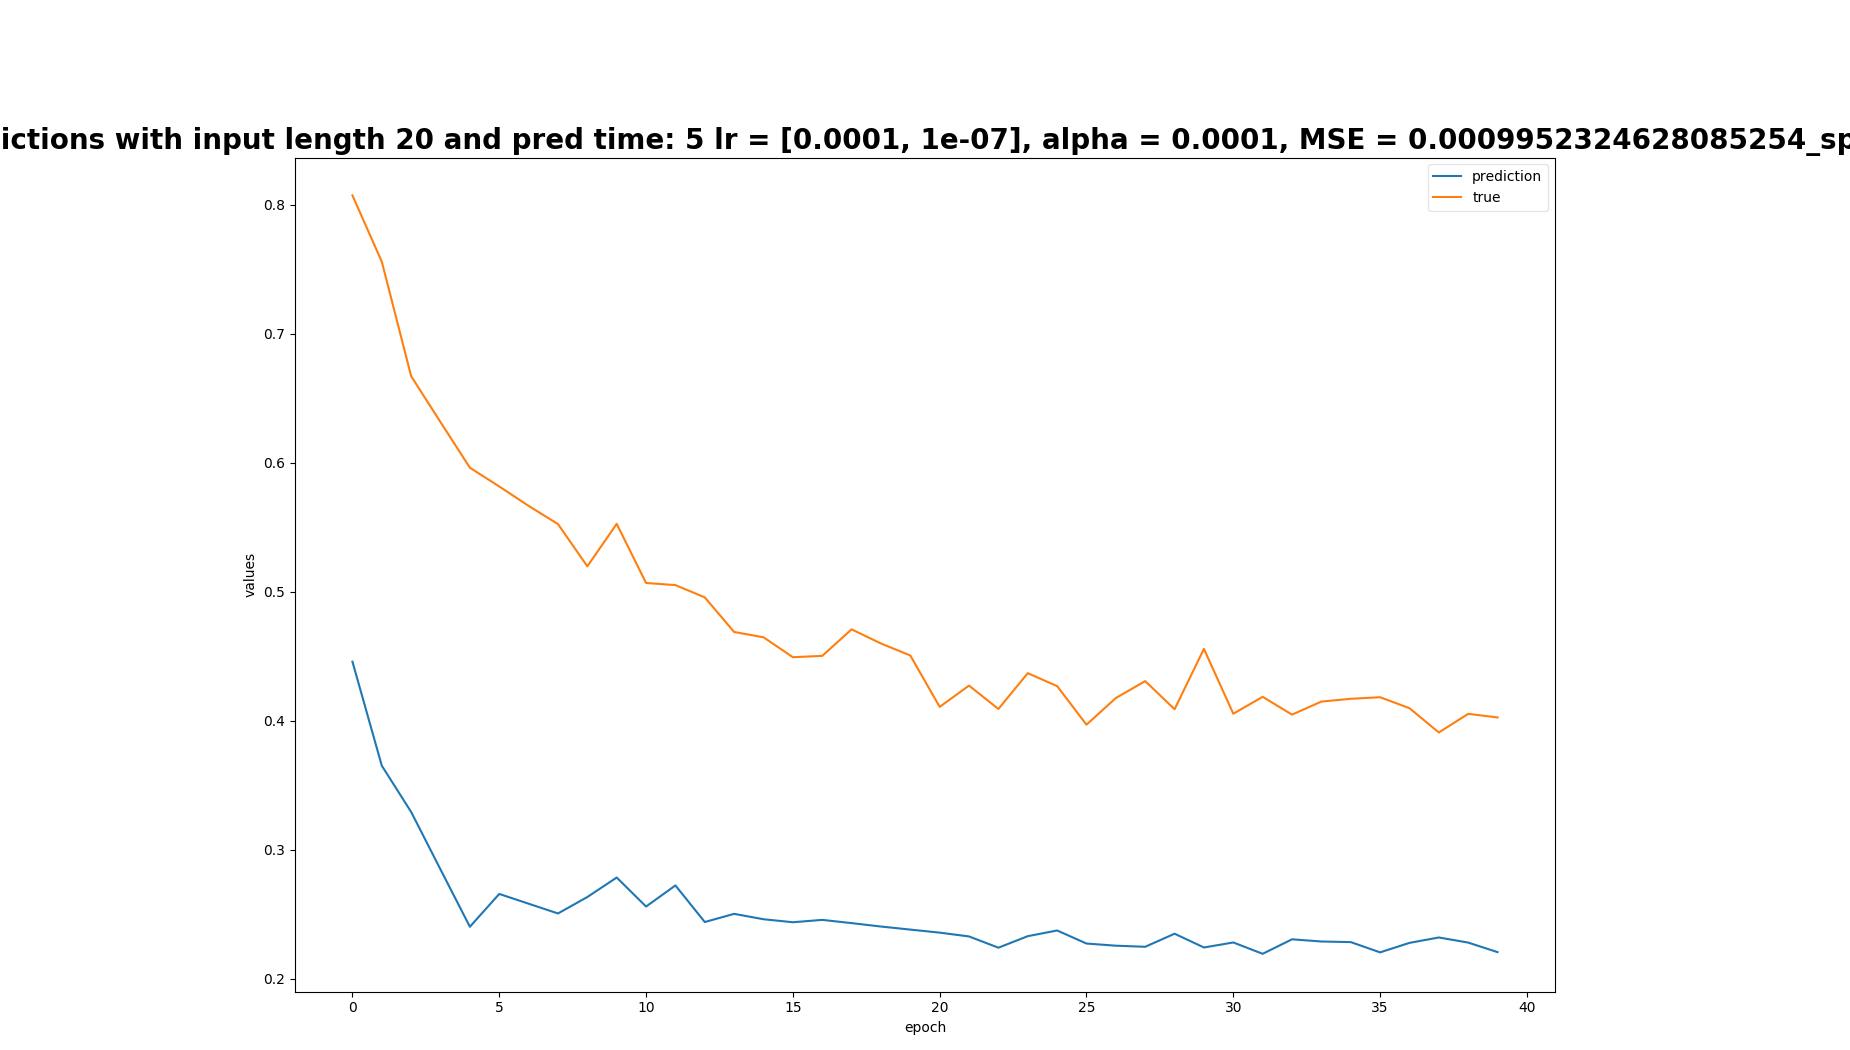 ictions with input length 20 and pred time: 5 lr = [0.0001, 1e-07], alpha = 0.0001, MSE = 0.0009952324628085254_sp
prediction
true
0.8
0.7
0.6
0.5
0.4
0.3
0.2
values
0 5 10 15 20 25 30 35 40
epoch